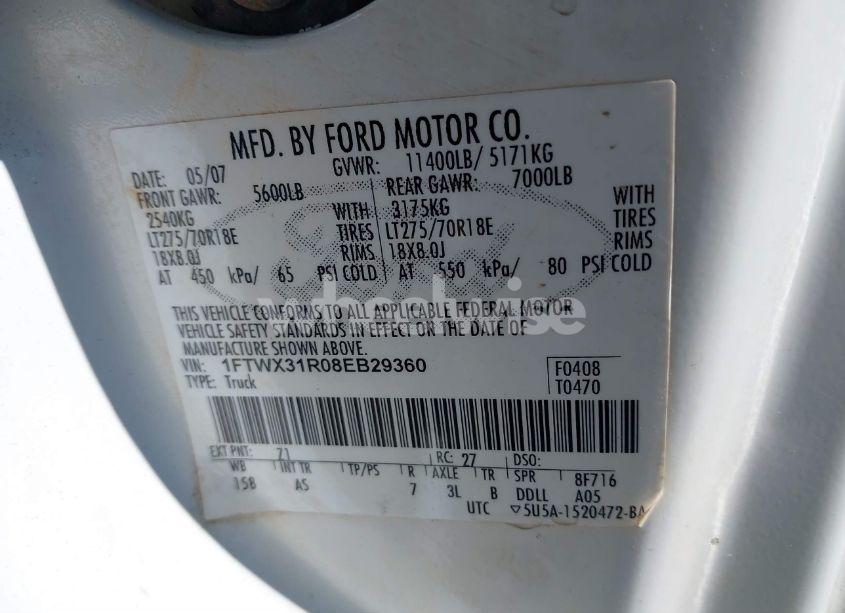 MFD. BY FORD MOTOR CO.
DATE: 05/07 GVWR: 11400LB/ 5171KG
FRONT GAWR: 5600LB REAR GAWR: 7000LB
2540KG WITH 3175KG WITH
LT275/70R18E TIRES LT275/70R18E TIRES
18X8.0J RIMS 18X8.0J RIMS
AT 450 kPa/ 65 PSI COLD AT 550 kPa/ 80 PSI COLD
THIS VEHICLE CONFORMS TO ALL APPLICABLE FEDERAL MOTOR
VEHICLE SAFETY STANDARDS IN EFFECT ON THE DATE OF
MANUFACTURE SHOWN ABOVE.
VIN: 1FTWX31R08EB29360 F0408
TYPE: Truck T0470
EXT PNT: Z1 RC: 27 DSO:
WB INT TR TP/PS R AXLE TR SPR 8F716
158 AS 7 3L B DDLL A05
UTC ▽5U5A-1520472-BA